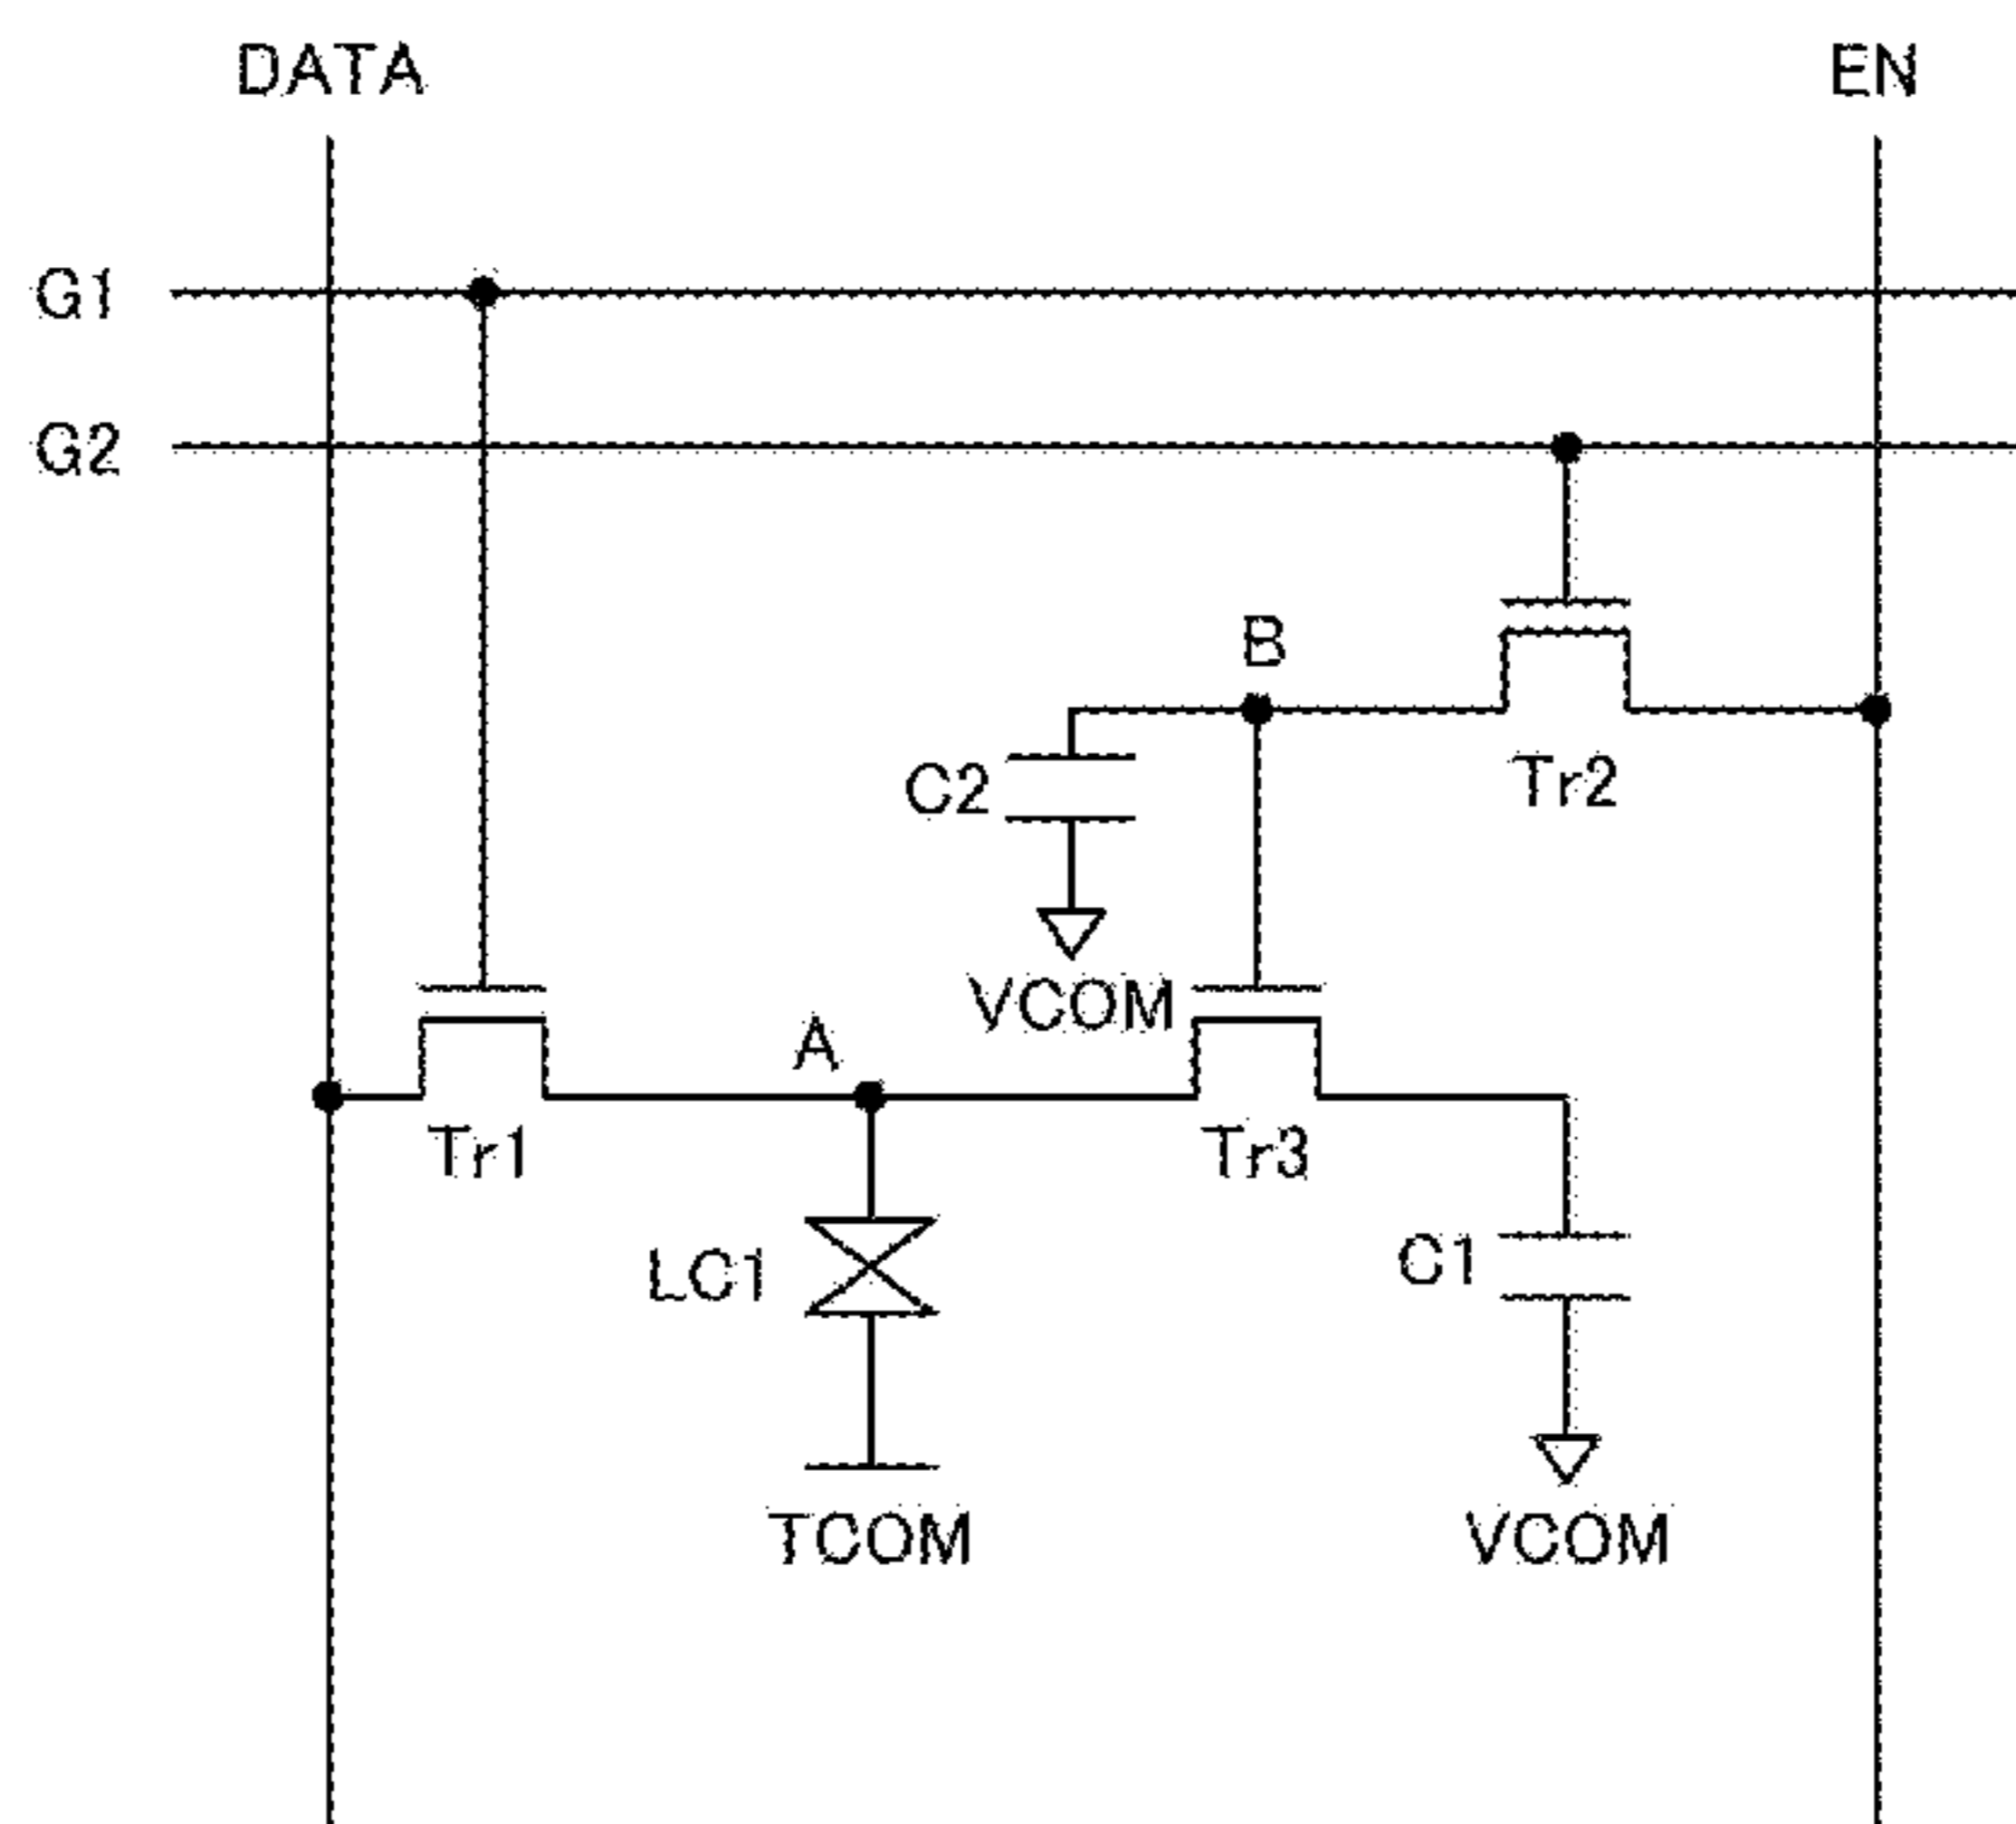 DATA
EN
G1
G2
B
C2
Tr2
VCOM
A
Tr1
Tr3
LC1
C1
TCOM
VCOM